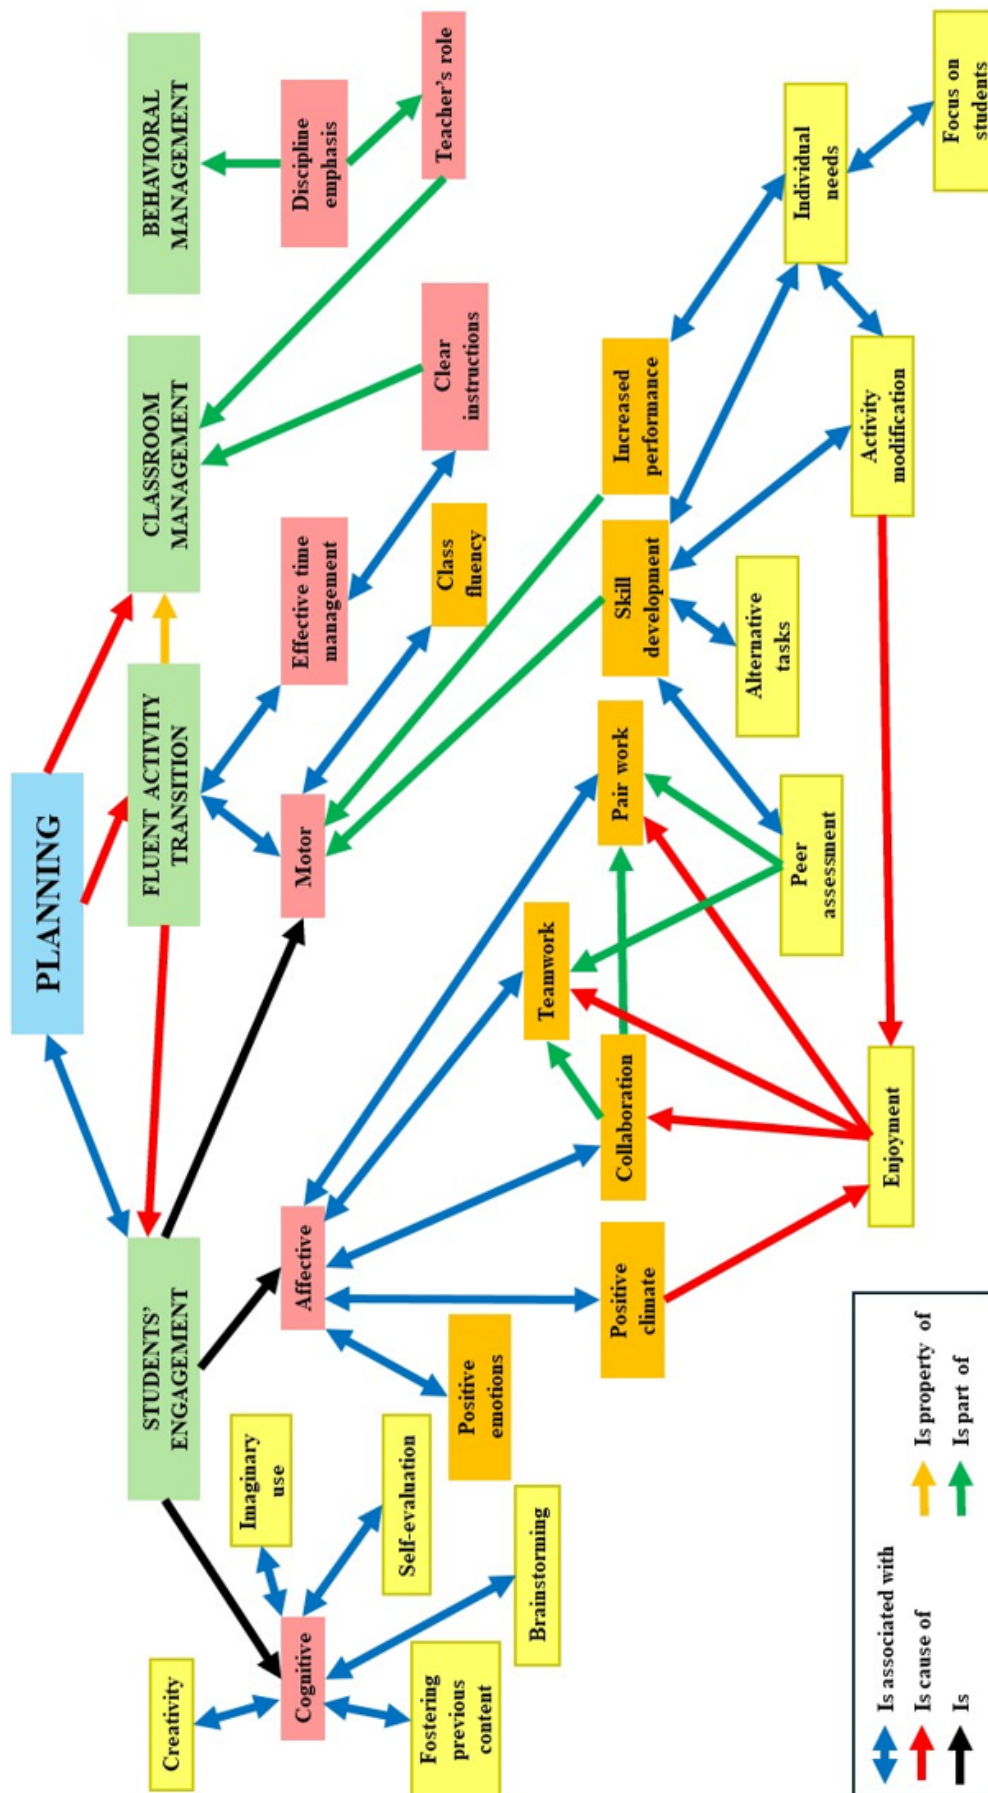 PLANNING
STUDENTS’
ENGAGEMENT
FLUENT ACTIVITY
TRANSITION
CLASSROOM
MANAGEMENT
BEHAVIORAL
MANAGEMENT
Creativity
Imaginary
use
Cognitive
Affective
Motor
Effective time
management
Discipline
emphasis
Fostering
previous
content
Self-evaluation
Positive
emotions
Class
fluency
Clear
instructions
Teacher’s role
Brainstorming
Teamwork
Positive
climate
Collaboration
Pair work
Skill
development
Increased
performance
Peer
assessment
Alternative
tasks
Individual
needs
Enjoyment
Activity
modification
Focus on
students
Is associated with
Is property of
Is cause of
Is part of
Is